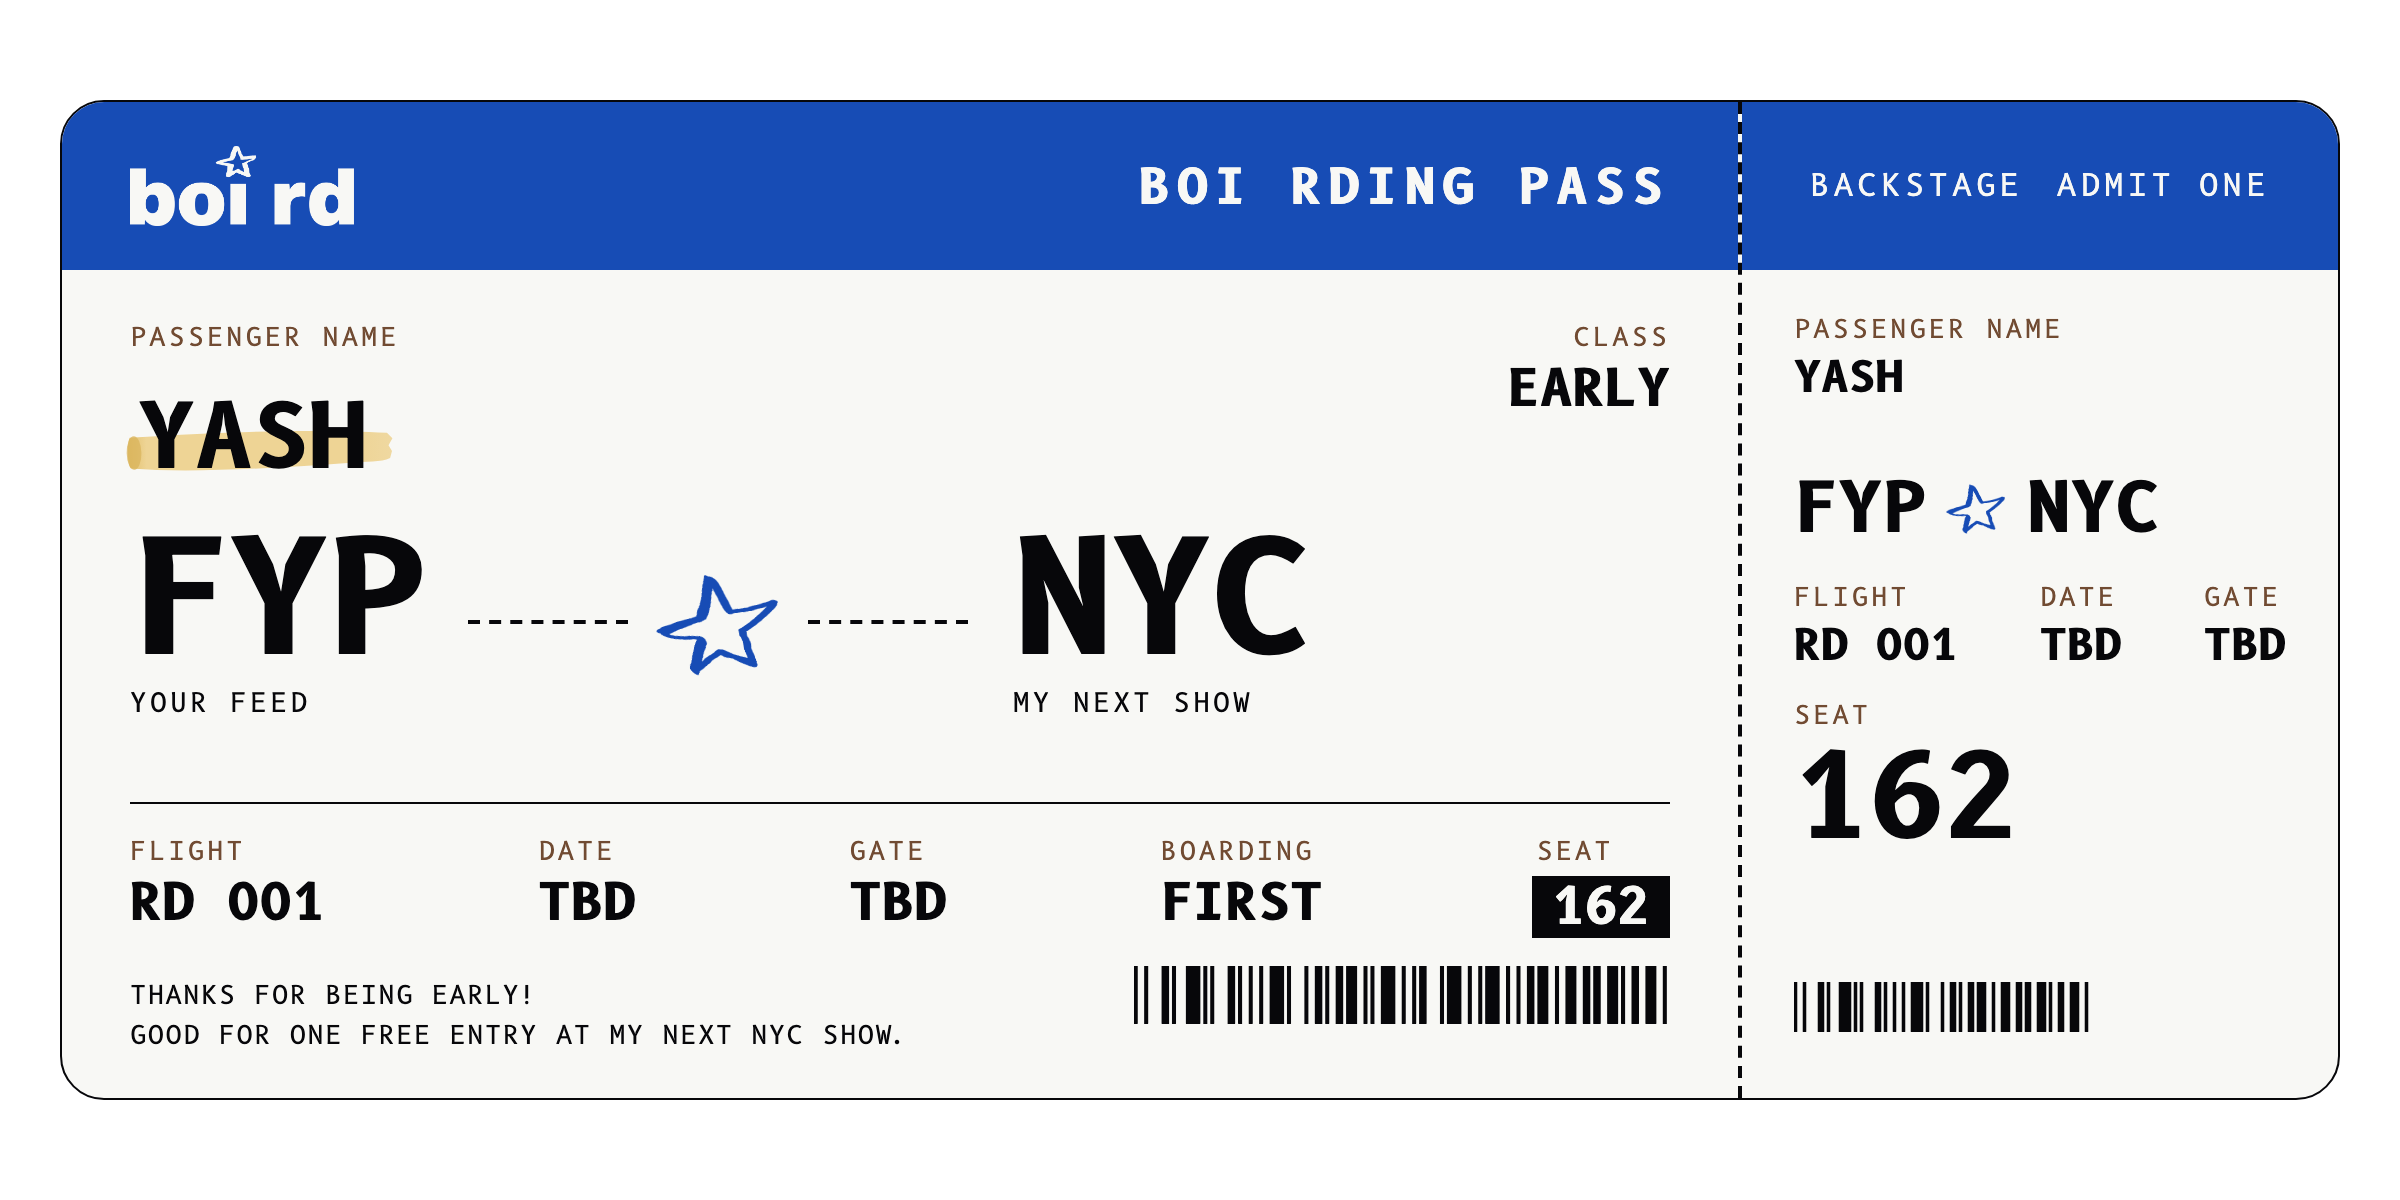 boi rd
BOI RDING PASS
PASSENGER NAME
YASH
CLASS
EARLY
FYP
NYC
YOUR FEED
MY NEXT SHOW
FLIGHT
RD 001
DATE
TBD
GATE
TBD
BOARDING
FIRST
SEAT
162
THANKS FOR BEING EARLY!
GOOD FOR ONE FREE ENTRY AT MY NEXT NYC SHOW.
BACKSTAGE ADMIT ONE
PASSENGER NAME
YASH
FYP NYC
FLIGHT
RD 001
DATE
TBD
GATE
TBD
SEAT
162